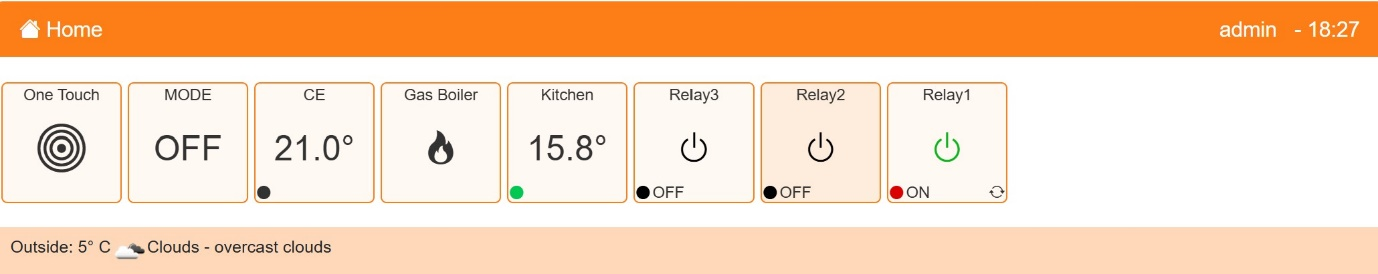 Home
admin - 18:27
One Touch
MODE
OFF
CE
21.0°
Gas Boiler
Kitchen
15.8°
Relay3
OFF
Relay2
OFF
Relay1
ON
Outside: 5° C Clouds - overcast clouds